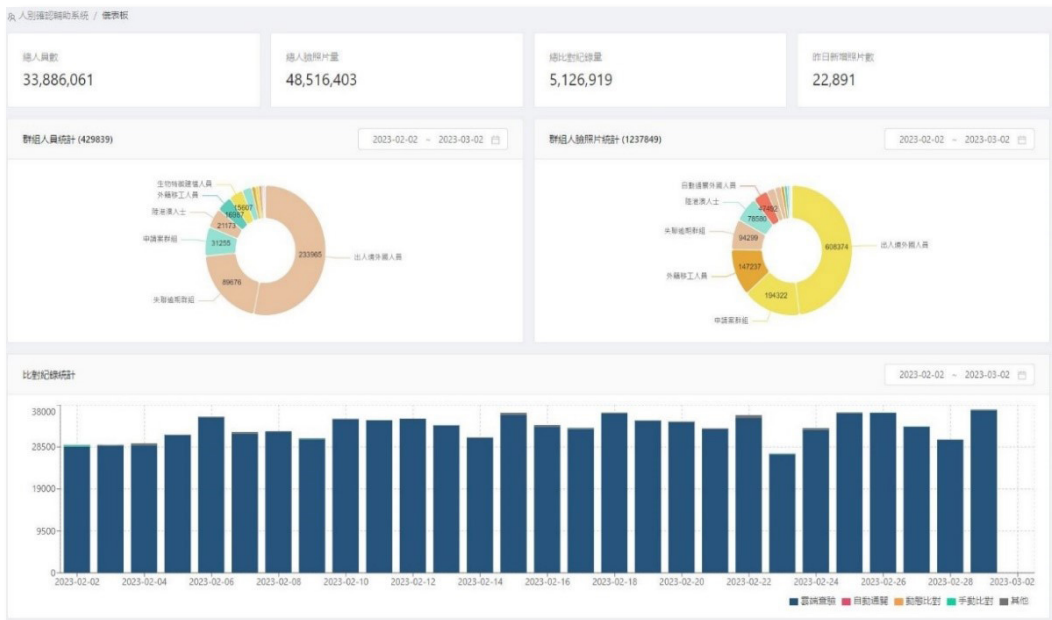 人別確認輔助系統 / 儀表板
總人員數
33,886,061
總人臉照片量
48,516,403
總比對紀錄量
5,126,919
昨日新增照片數
22,891
群組人員統計 (429839)
2023-02-02 ~ 2023-03-02
群組人臉照片統計 (1237849)
2023-02-02 ~ 2023-03-02
生物特徵建檔人員
外籍移工人員
陸港澳人士
申請案群組
失聯逾期群組
出入境外國人員
15607
16987
21173
31255
89676
233965
自動通關外國人員
陸港澳人士
失聯逾期群組
外籍移工人員
申請案群組
出入境外國人員
47492
78580
94299
147237
194322
608374
比對紀錄統計
2023-02-02 ~ 2023-03-02
38000
28500
19000
9500
0
2023-02-02 2023-02-04 2023-02-06 2023-02-08 2023-02-10 2023-02-12 2023-02-14 2023-02-16 2023-02-18 2023-02-20 2023-02-22 2023-02-24 2023-02-26 2023-02-28 2023-03-02
雲端查驗 自動通關 動態比對 手動比對 其他